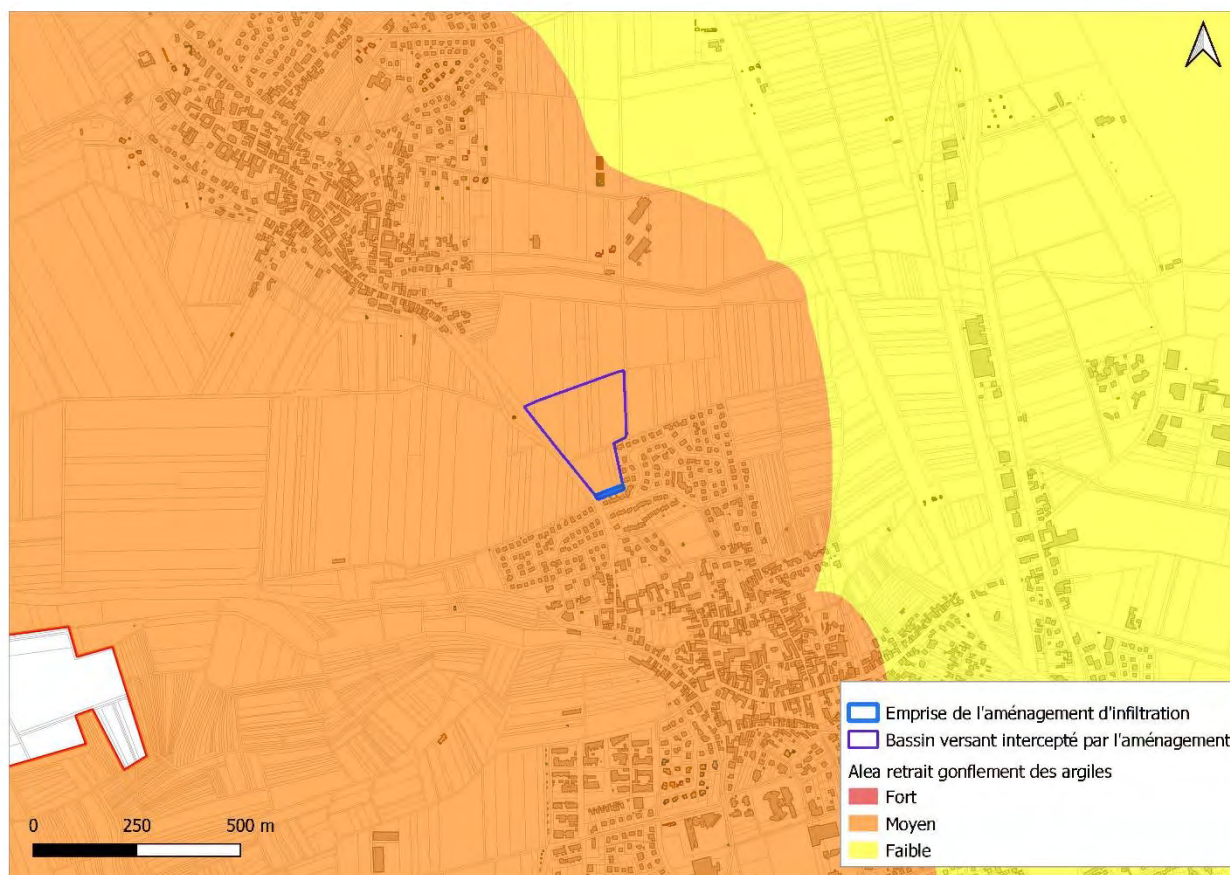 Emprise de l'aménagement d'infiltration
Bassin versant intercepté par l'aménagement
Alea retrait gonflement des argiles
Fort
Moyen
Faible
0 250 500 m